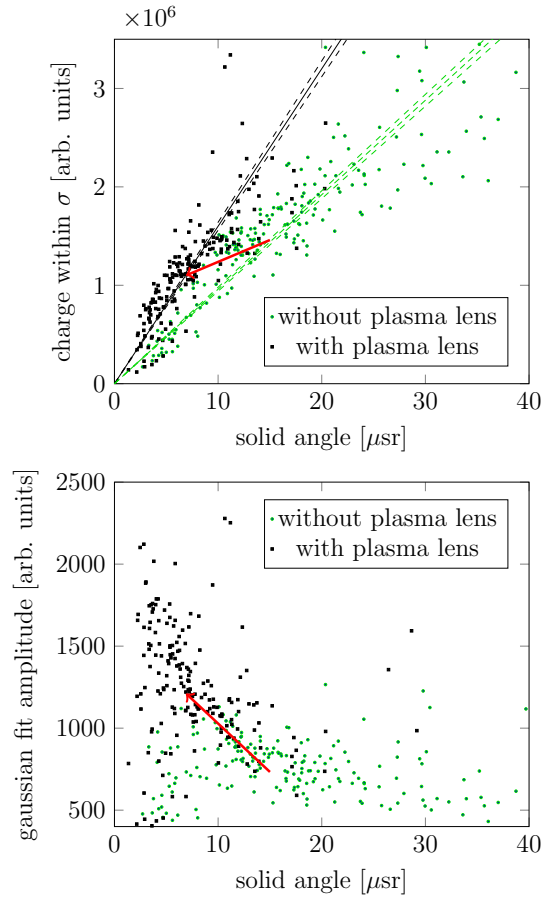 ×10⁶
3
2
1
0
0 10 20 30 40
charge within σ [arb. units]
solid angle [μsr]
without plasma lens
with plasma lens
2500
2000
1500
1000
500
0 10 20 30 40
gaussian fit amplitude [arb. units]
solid angle [μsr]
without plasma lens
with plasma lens